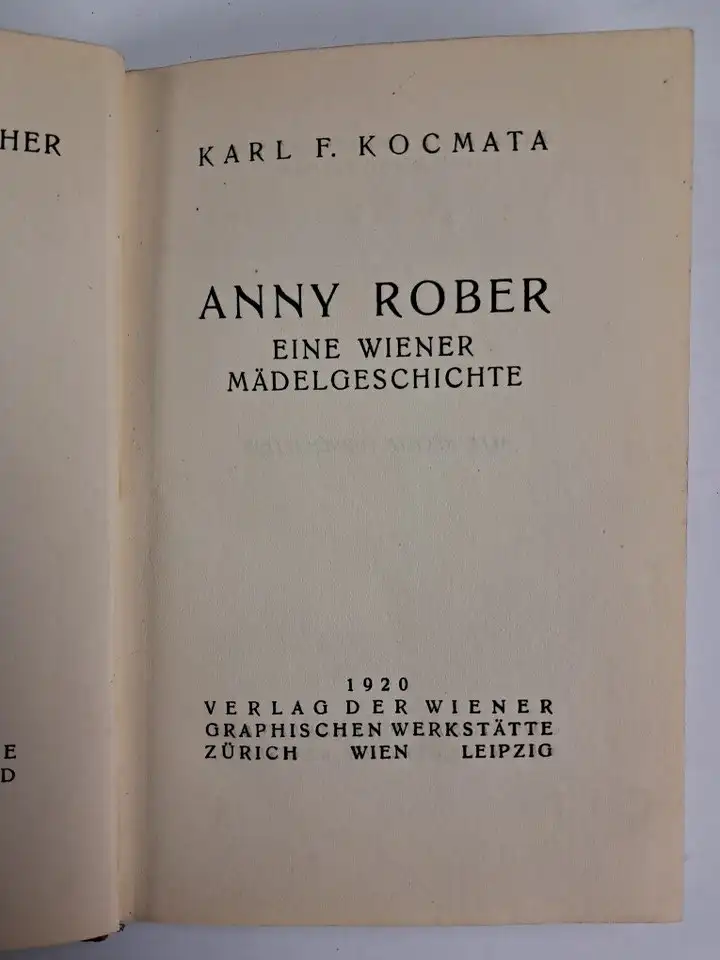 HER
E
D
KARL F. KOCMATA
ANNY ROBER
EINE WIENER
MÄDELGESCHICHTE
1920
VERLAG DER WIENER
GRAPHISCHEN WERKSTÄTTE
ZÜRICH WIEN LEIPZIG